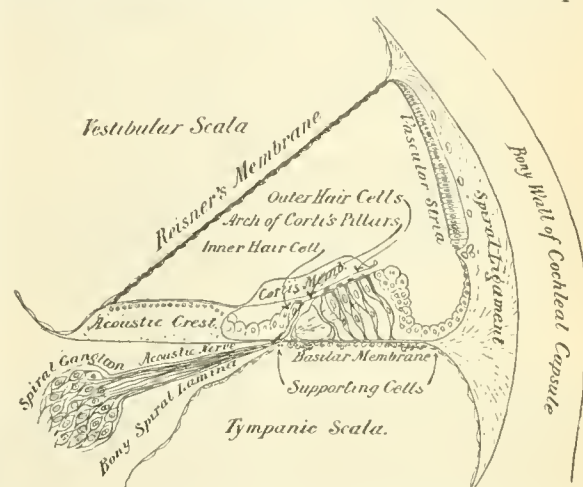 Vestibular Scala
Reisner's Membrane
Vascular Stria
Spiral Ligament
Bony Wall of Cochleal Capsule
Outer Hair Cells
Arch of Corti's Pillars
Inner Hair Cell
Corti's Memb.
Acoustic Crest
Spiral Ganglion
Acoustic Nerve
Bony Spiral Lamina
Basilar Membrane
Supporting Cells
Tympanic Scala.